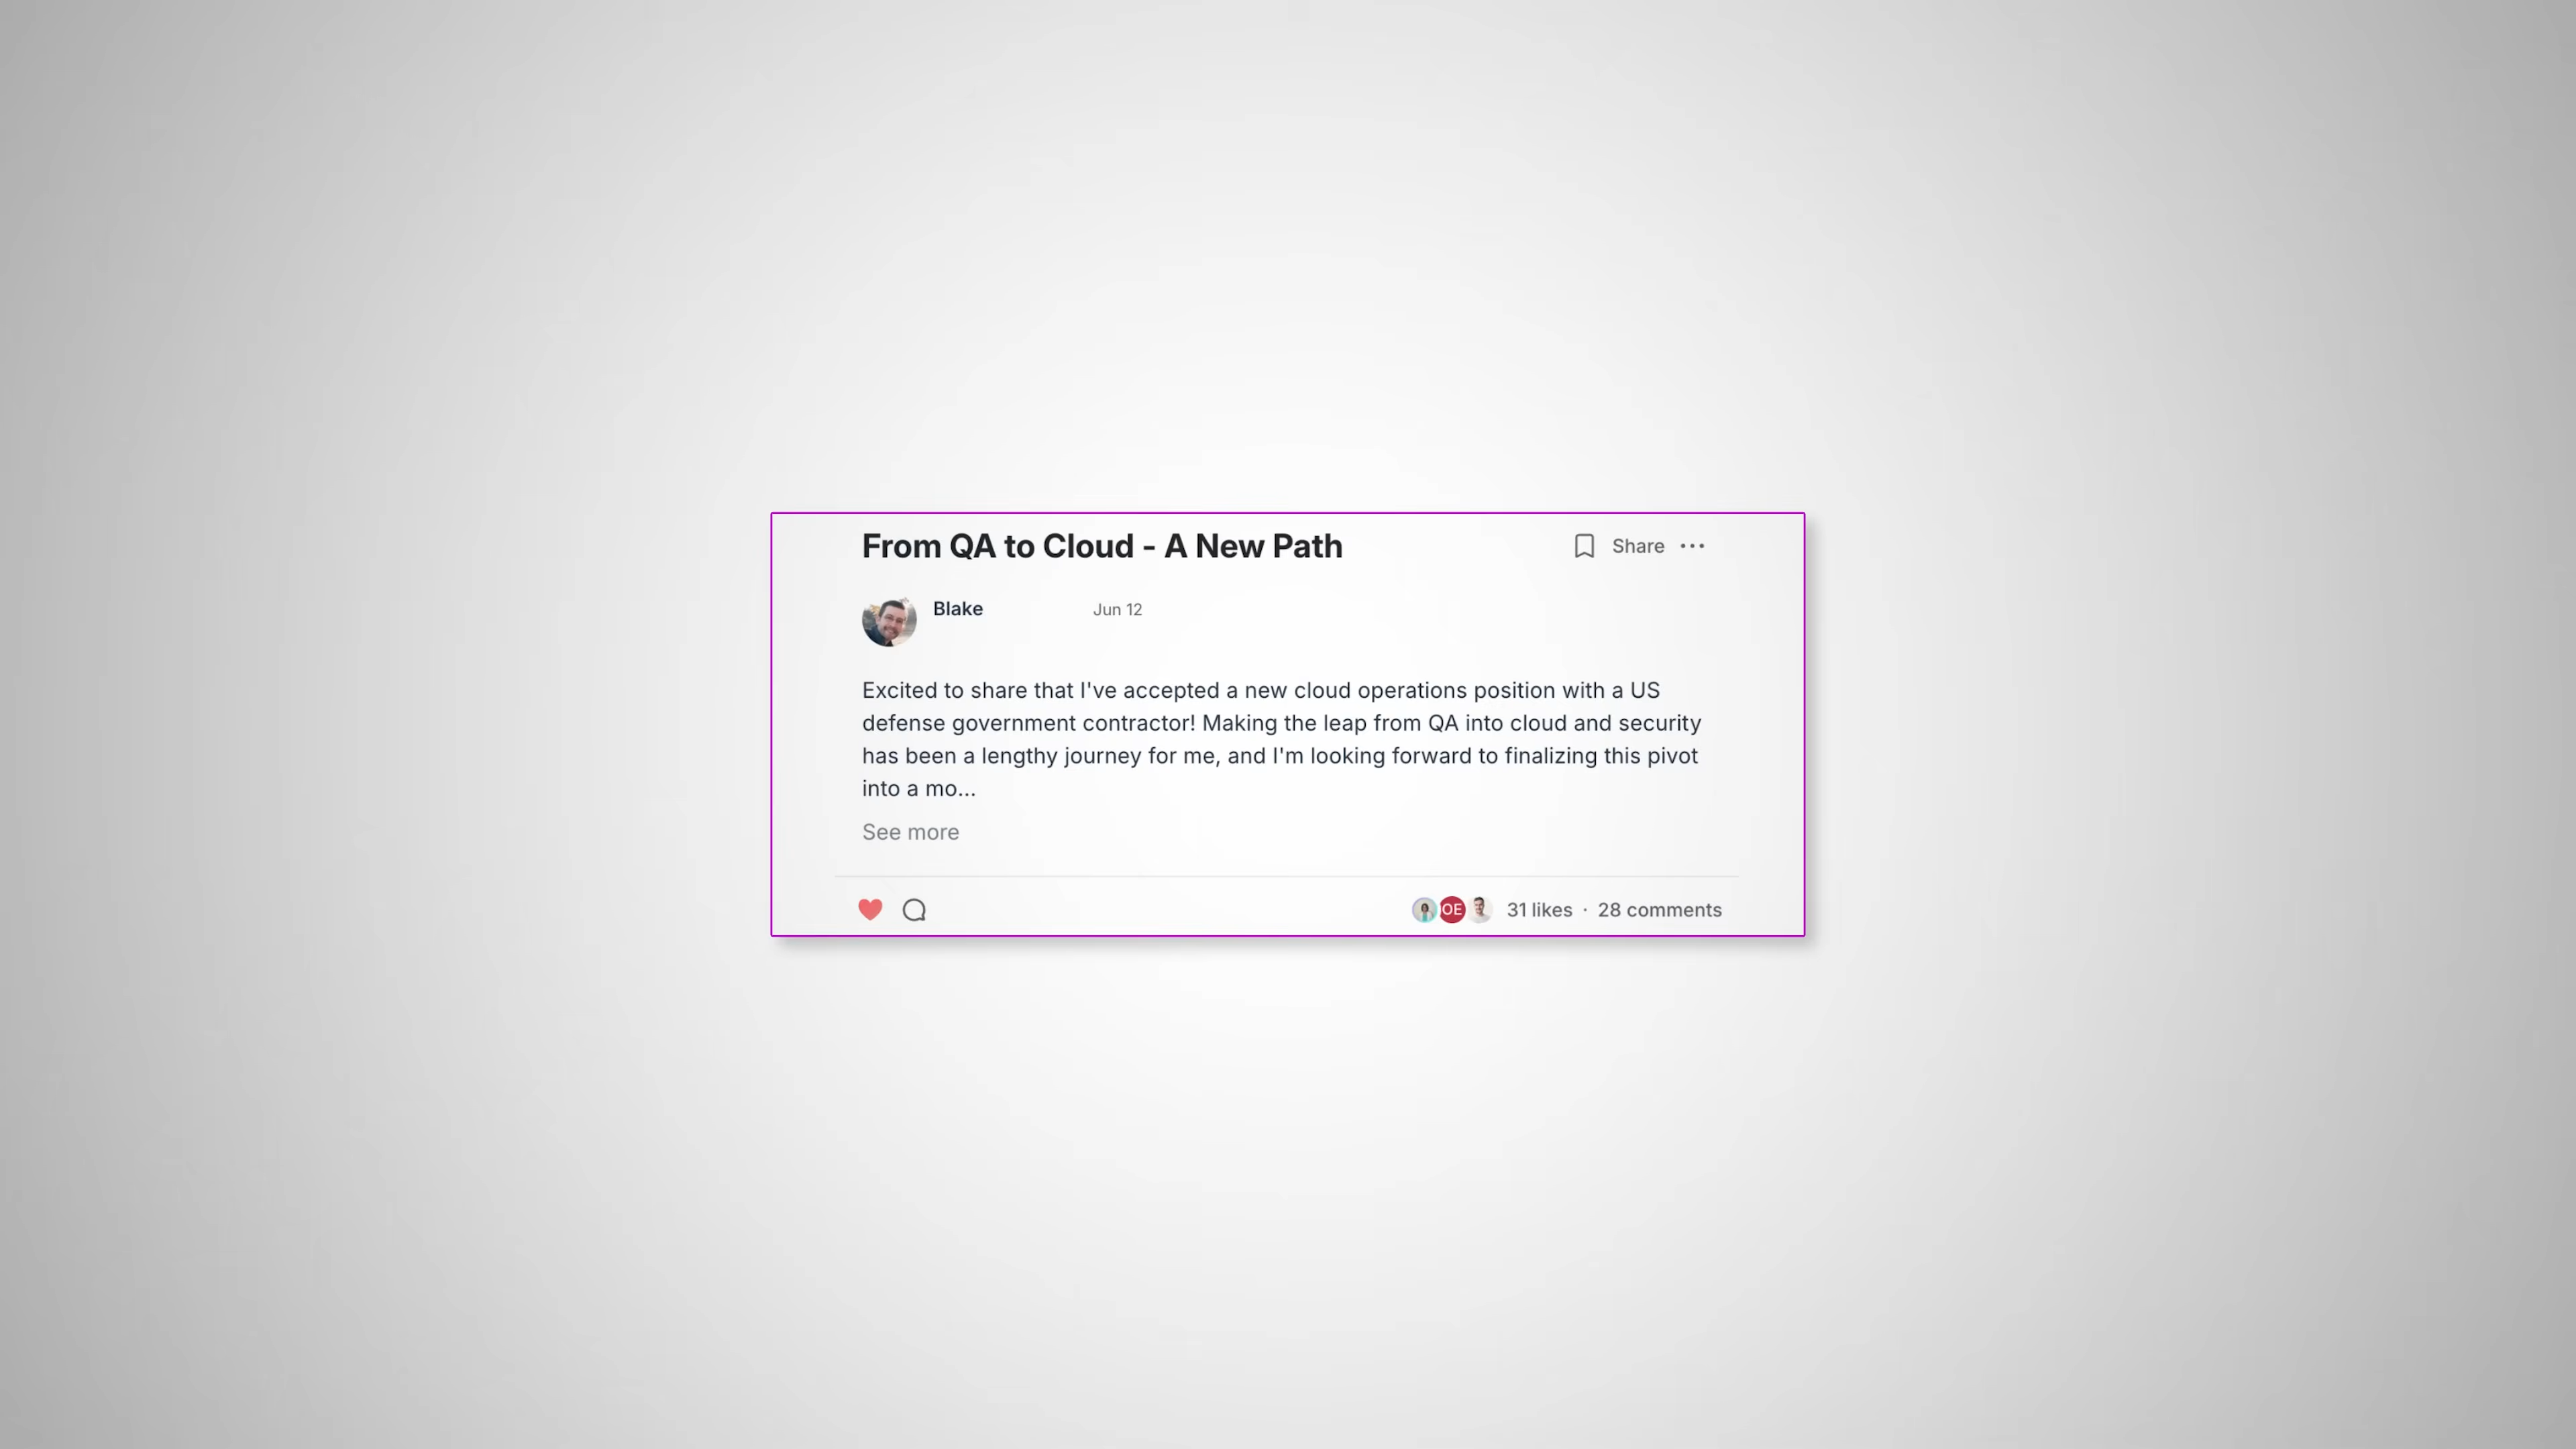 From QA to Cloud - A New Path
Share
Blake
Jun 12
Excited to share that I've accepted a new cloud operations position with a US
defense government contractor! Making the leap from QA into cloud and security
has been a lengthy journey for me, and I'm looking forward to finalizing this pivot
into a mo...
See more
OE
31 likes · 28 comments